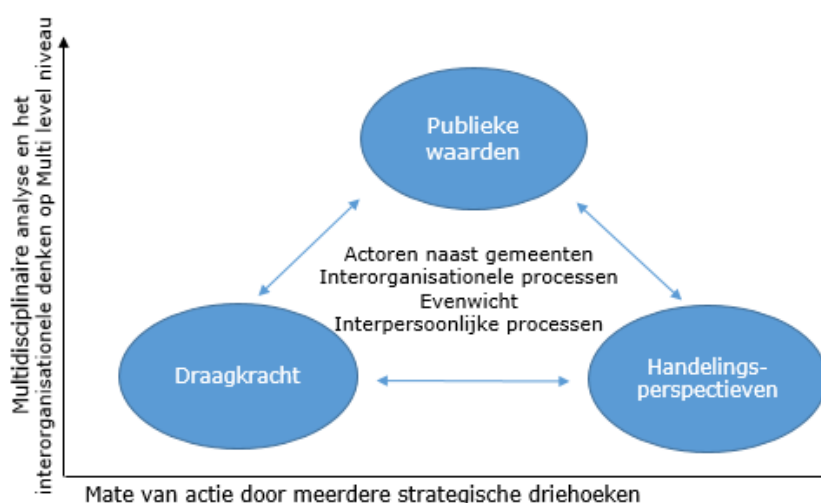 Multidisciplinaire analyse en het
interorganisationele denken op Multi level niveau
Publieke
waarden
Actoren naast gemeenten
Interorganisationele processen
Evenwicht
Interpersoonlijke processen
Draagkracht
Handelings-
perspectieven
Mate van actie door meerdere strategische driehoeken